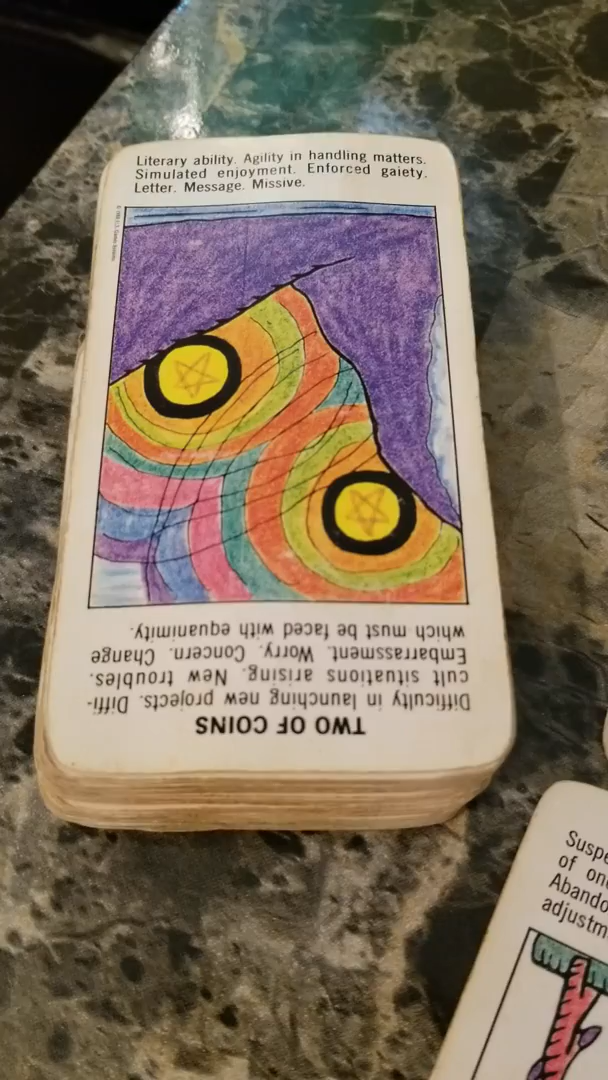 Literary ability. Agility in handling matters.
Simulated enjoyment. Enforced gaiety.
Letter. Message. Missive.
TWO OF COINS
Difficulty in launching new projects. Diffi-
cult situations arising. New troubles.
Embarrassment. Worry. Concern. Change
which must be faced with equanimity.
of